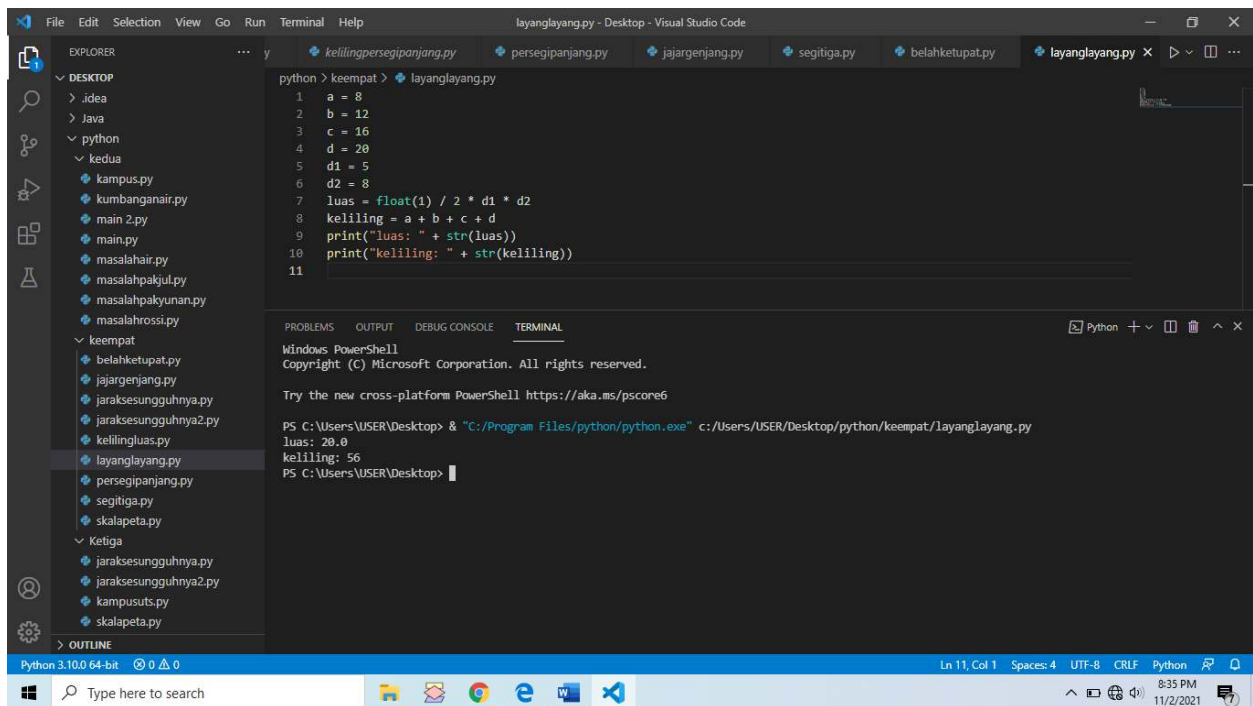 File Edit Selection View Go Run Terminal Help
layanglayang.py - Desktop - Visual Studio Code
EXPLORER
y
kelilingpersegipanjang.py
persegipanjang.py
jajargenjang.py
segitiga.py
belahketupat.py
layanglayang.py
1
DESKTOP
.idea
Java
python
kedua
kampus.py
kumbanganair.py
main 2.py
main.py
masalahair.py
masalahpakjul.py
masalahpakyunan.py
masalahrossi.py
keempat
belahketupat.py
jajargenjang.py
jaraksesungguhnya.py
jaraksesungguhnya2.py
kelilingluas.py
layanglayang.py
persegipanjang.py
segitiga.py
skalapeta.py
Ketiga
jaraksesungguhnya.py
jaraksesungguhnya2.py
kampusuts.py
skalapeta.py
OUTLINE
python > keempat > layanglayang.py
1 a = 8
2 b = 12
3 c = 16
4 d = 20
5 d1 = 5
6 d2 = 8
7 luas = float(1) / 2 * d1 * d2
8 keliling = a + b + c + d
9 print("luas: " + str(luas))
10 print("keliling: " + str(keliling))
11
PROBLEMS OUTPUT DEBUG CONSOLE TERMINAL
Python
Windows PowerShell
Copyright (C) Microsoft Corporation. All rights reserved.
Try the new cross-platform PowerShell https://aka.ms/pscore6
PS C:\Users\USER\Desktop> & "C:/Program Files/python/python.exe" c:/Users/USER/Desktop/python/keempat/layanglayang.py
luas: 20.0
keliling: 56
PS C:\Users\USER\Desktop>
Python 3.10.0 64-bit 0 0
Ln 11, Col 1 Spaces: 4 UTF-8 CRLF Python
Type here to search
8:35 PM
11/2/2021
7